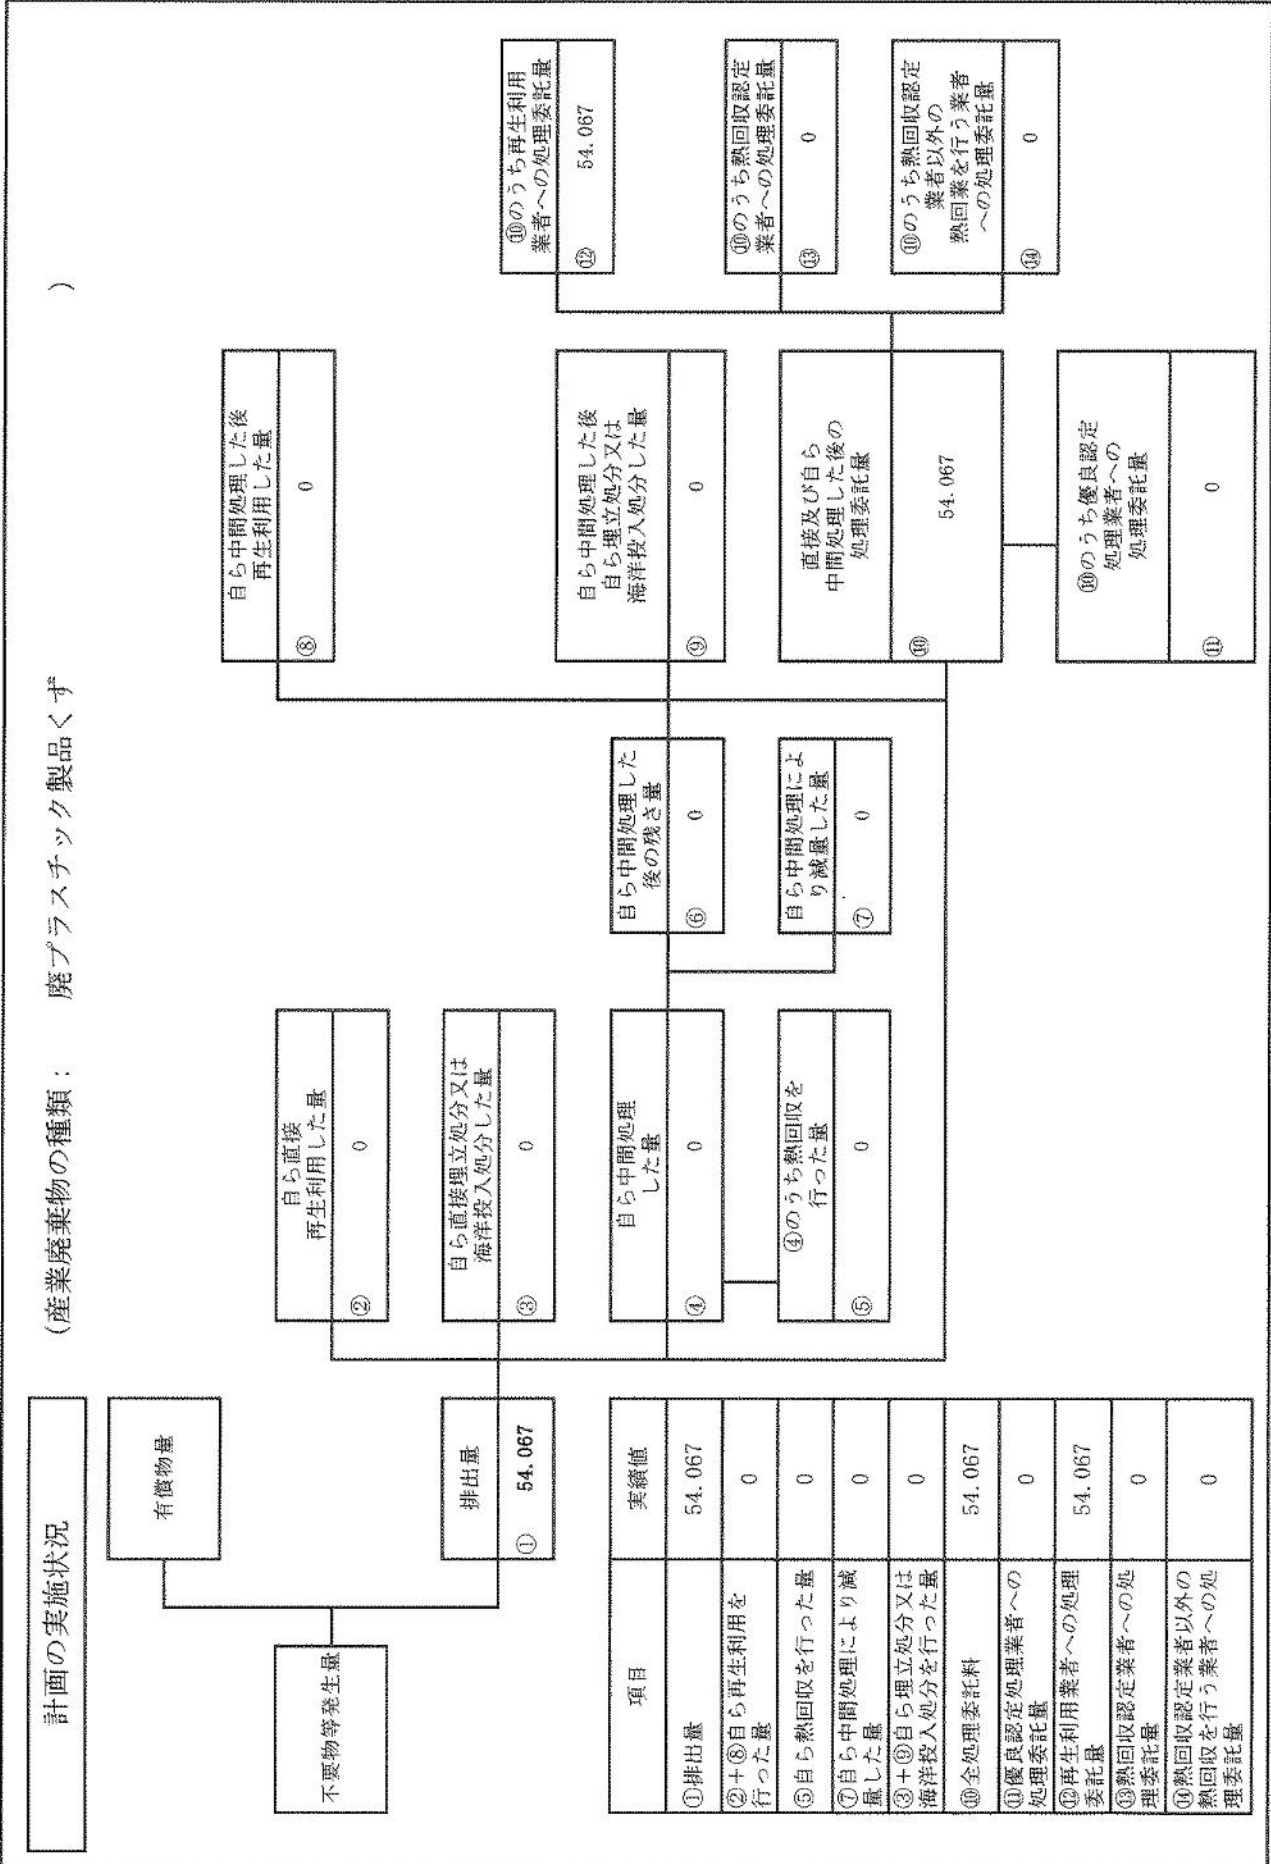 計画の実施状況
(産業廃棄物の種類： 廃プラスチック製品くず )
有償物量
不要物等発生量
排出量
① 54.067
自ら直接
再生利用した量
② 0
自ら直接埋立処分又は
海洋投入処分した量
③ 0
自ら中間処理
した量
④ 0
④のうち熱回収を
行った量
⑤ 0
自ら中間処理した
後の残さ量
⑥ 0
自ら中間処理によ
り減量した量
⑦ 0
自ら中間処理した後
再生利用した量
⑧ 0
自ら中間処理した後
自ら埋立処分又は
海洋投入処分した量
⑨ 0
直接及び自ら
中間処理した後の
処理委託量
⑩ 54.067
⑩のうち優良認定
処理業者への
処理委託量
⑪ 0
⑩のうち再生利用
業者への処理委託量
⑫ 54.067
⑩のうち熱回収認定
業者への処理委託量
⑬ 0
⑩のうち熱回収認定
業者以外の
熱回業を行う業者
への処理委託量
⑭ 0
項目 実績値
①排出量 54.067
②＋⑧自ら再生利用を
行った量 0
⑤自ら熱回収を行った量 0
⑦自ら中間処理により減
量した量 0
③＋⑨自ら埋立処分又は
海洋投入処分を行った量 0
⑩全処理委託料 54.067
⑪優良認定処理業者への
処理委託量 0
⑫再生利用業者への処理
委託量 54.067
⑬熱回収認定業者への処
理委託量 0
⑭熱回収認定業者以外の
熱回収を行う業者への処
理委託量 0